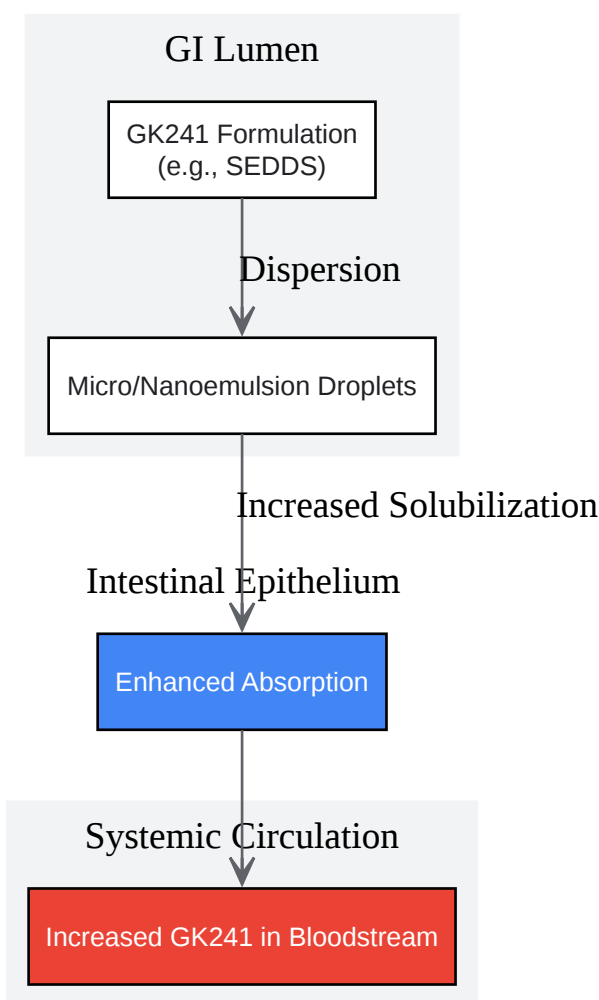 GI Lumen
GK241 Formulation
(e.g., SEDDS)
Dispersion
Micro/Nanoemulsion Droplets
Increased Solubilization
Intestinal Epithelium
Enhanced Absorption
Systemic Circulation
Increased GK241 in Bloodstream